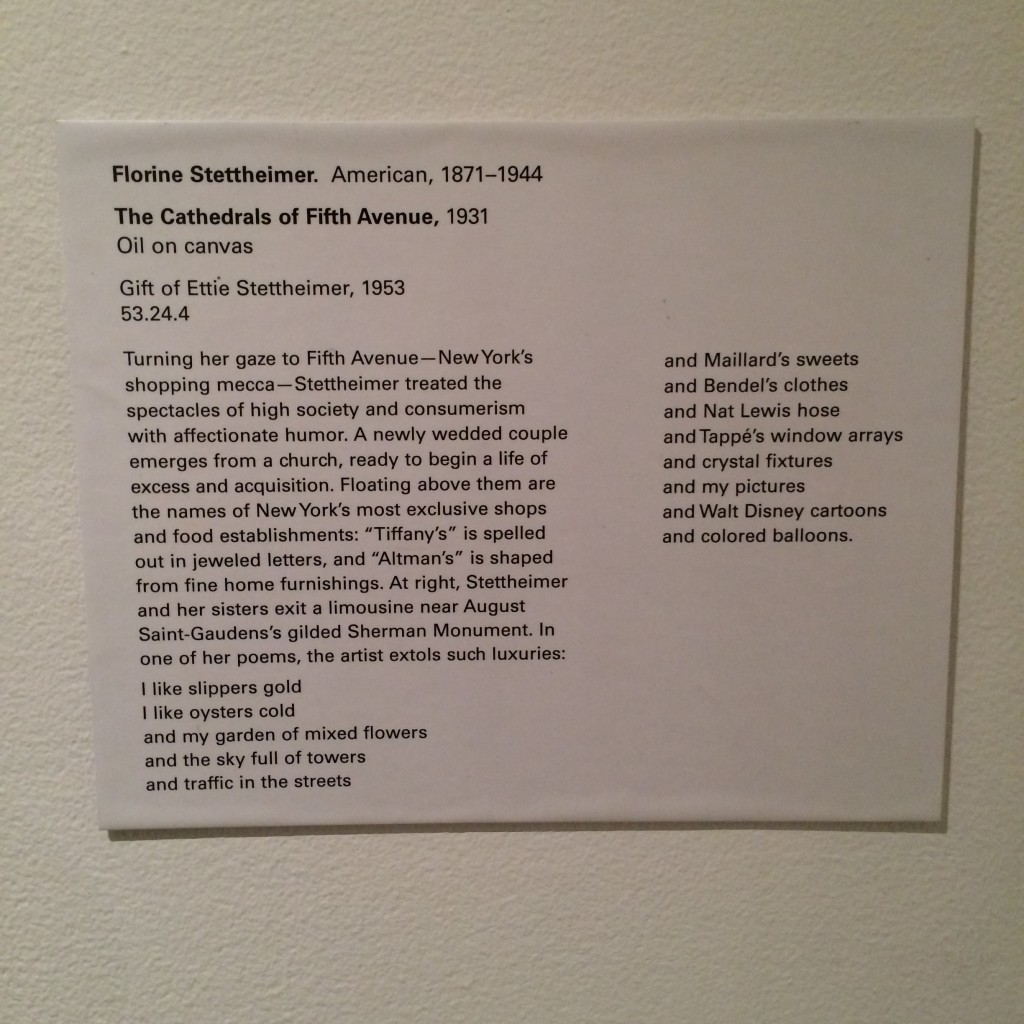 Florine Stettheimer. American, 1871–1944
The Cathedrals of Fifth Avenue, 1931
Oil on canvas
Gift of Ettie Stettheimer, 1953
53.24.4
Turning her gaze to Fifth Avenue—New York's
shopping mecca—Stettheimer treated the
spectacles of high society and consumerism
with affectionate humor. A newly wedded couple
emerges from a church, ready to begin a life of
excess and acquisition. Floating above them are
the names of New York's most exclusive shops
and food establishments: “Tiffany's” is spelled
out in jeweled letters, and “Altman's” is shaped
from fine home furnishings. At right, Stettheimer
and her sisters exit a limousine near August
Saint-Gaudens's gilded Sherman Monument. In
one of her poems, the artist extols such luxuries:
I like slippers gold
I like oysters cold
and my garden of mixed flowers
and the sky full of towers
and traffic in the streets
and Maillard's sweets
and Bendel's clothes
and Nat Lewis hose
and Tappé's window arrays
and crystal fixtures
and my pictures
and Walt Disney cartoons
and colored balloons.